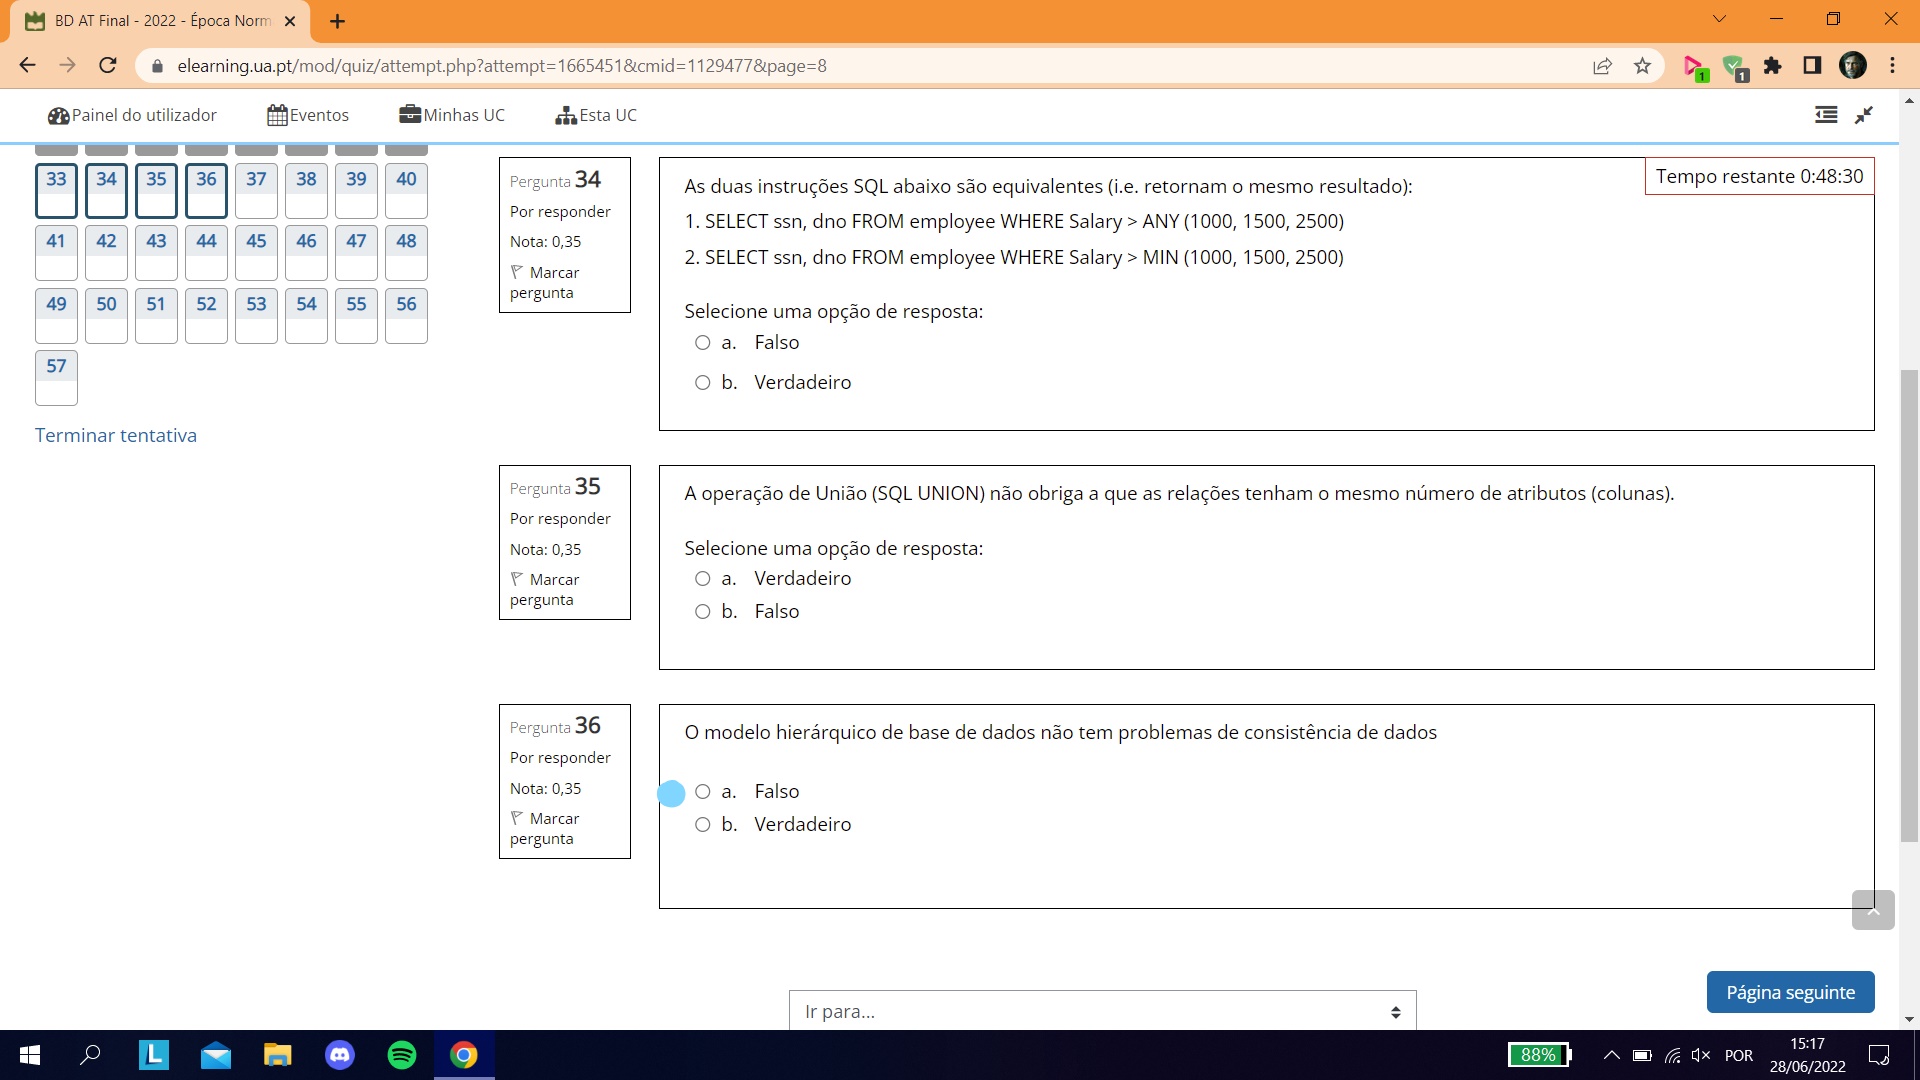 BD AT Final - 2022 - Época Norm
elearning.ua.pt/mod/quiz/attempt.php?attempt=1665451&cmid=1129477&page=8
1
1
Painel do utilizador
Eventos
Minhas UC
Esta UC
33 34 35 36 37 38 39 40
41 42 43 44 45 46 47 48
49 50 51 52 53 54 55 56
57
Terminar tentativa
Pergunta 34
Por responder
Nota: 0,35
Marcar
pergunta
Tempo restante 0:48:30
As duas instruções SQL abaixo são equivalentes (i.e. retornam o mesmo resultado):
1. SELECT ssn, dno FROM employee WHERE Salary > ANY (1000, 1500, 2500)
2. SELECT ssn, dno FROM employee WHERE Salary > MIN (1000, 1500, 2500)
Selecione uma opção de resposta:
a. Falso
b. Verdadeiro
Pergunta 35
Por responder
Nota: 0,35
Marcar
pergunta
A operação de União (SQL UNION) não obriga a que as relações tenham o mesmo número de atributos (colunas).
Selecione uma opção de resposta:
a. Verdadeiro
b. Falso
Pergunta 36
Por responder
Nota: 0,35
Marcar
pergunta
O modelo hierárquico de base de dados não tem problemas de consistência de dados
a. Falso
b. Verdadeiro
Página seguinte
Ir para...
L
88%
POR
15:17
28/06/2022